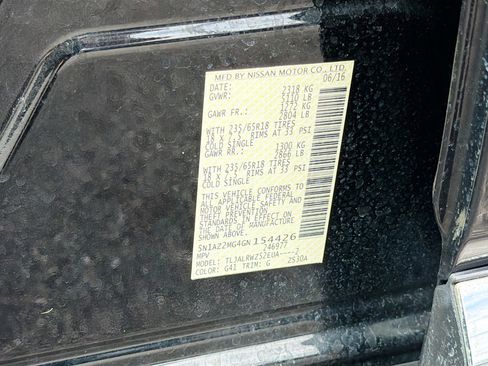 MFD BY NISSAN MOTOR CO., LTD.
DATE: 06/16
GVWR: 2318 KG
5110 LB
GAWR FR.: 1272 KG
2804 LB
WITH 235/65R18 TIRES
18 X 7.5 RIMS AT 33 PSI
COLD SINGLE
GAWR RR.: 1300 KG
2866 LB
WITH 235/65R18 TIRES
18 X 7.5 RIMS AT 33 PSI
COLD SINGLE
THIS VEHICLE CONFORMS TO
ALL APPLICABLE FEDERAL
MOTOR VEHICLE SAFETY AND
THEFT PREVENTION
STANDARDS IN EFFECT ON
THE DATE OF MANUFACTURE
5N1AZ2MG4GN154426
246977
MPV
MODEL: TLJALRWZ52EUA-----2
COLOR: G41 TRIM: G 2530A